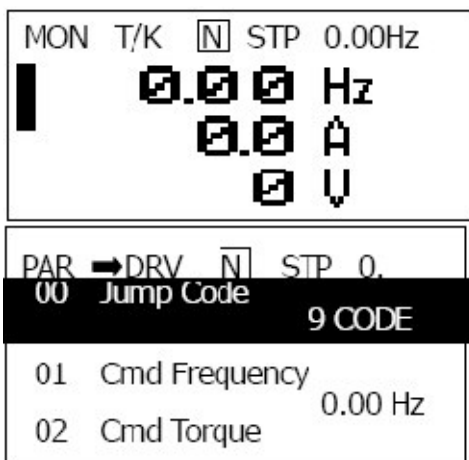 MON T/K N STP 0.00Hz
0.00 Hz
0.0 A
0 V
PAR ➡DRV N STP 0.
00 Jump Code
9 CODE
01 Cmd Frequency
0.00 Hz
02 Cmd Torque